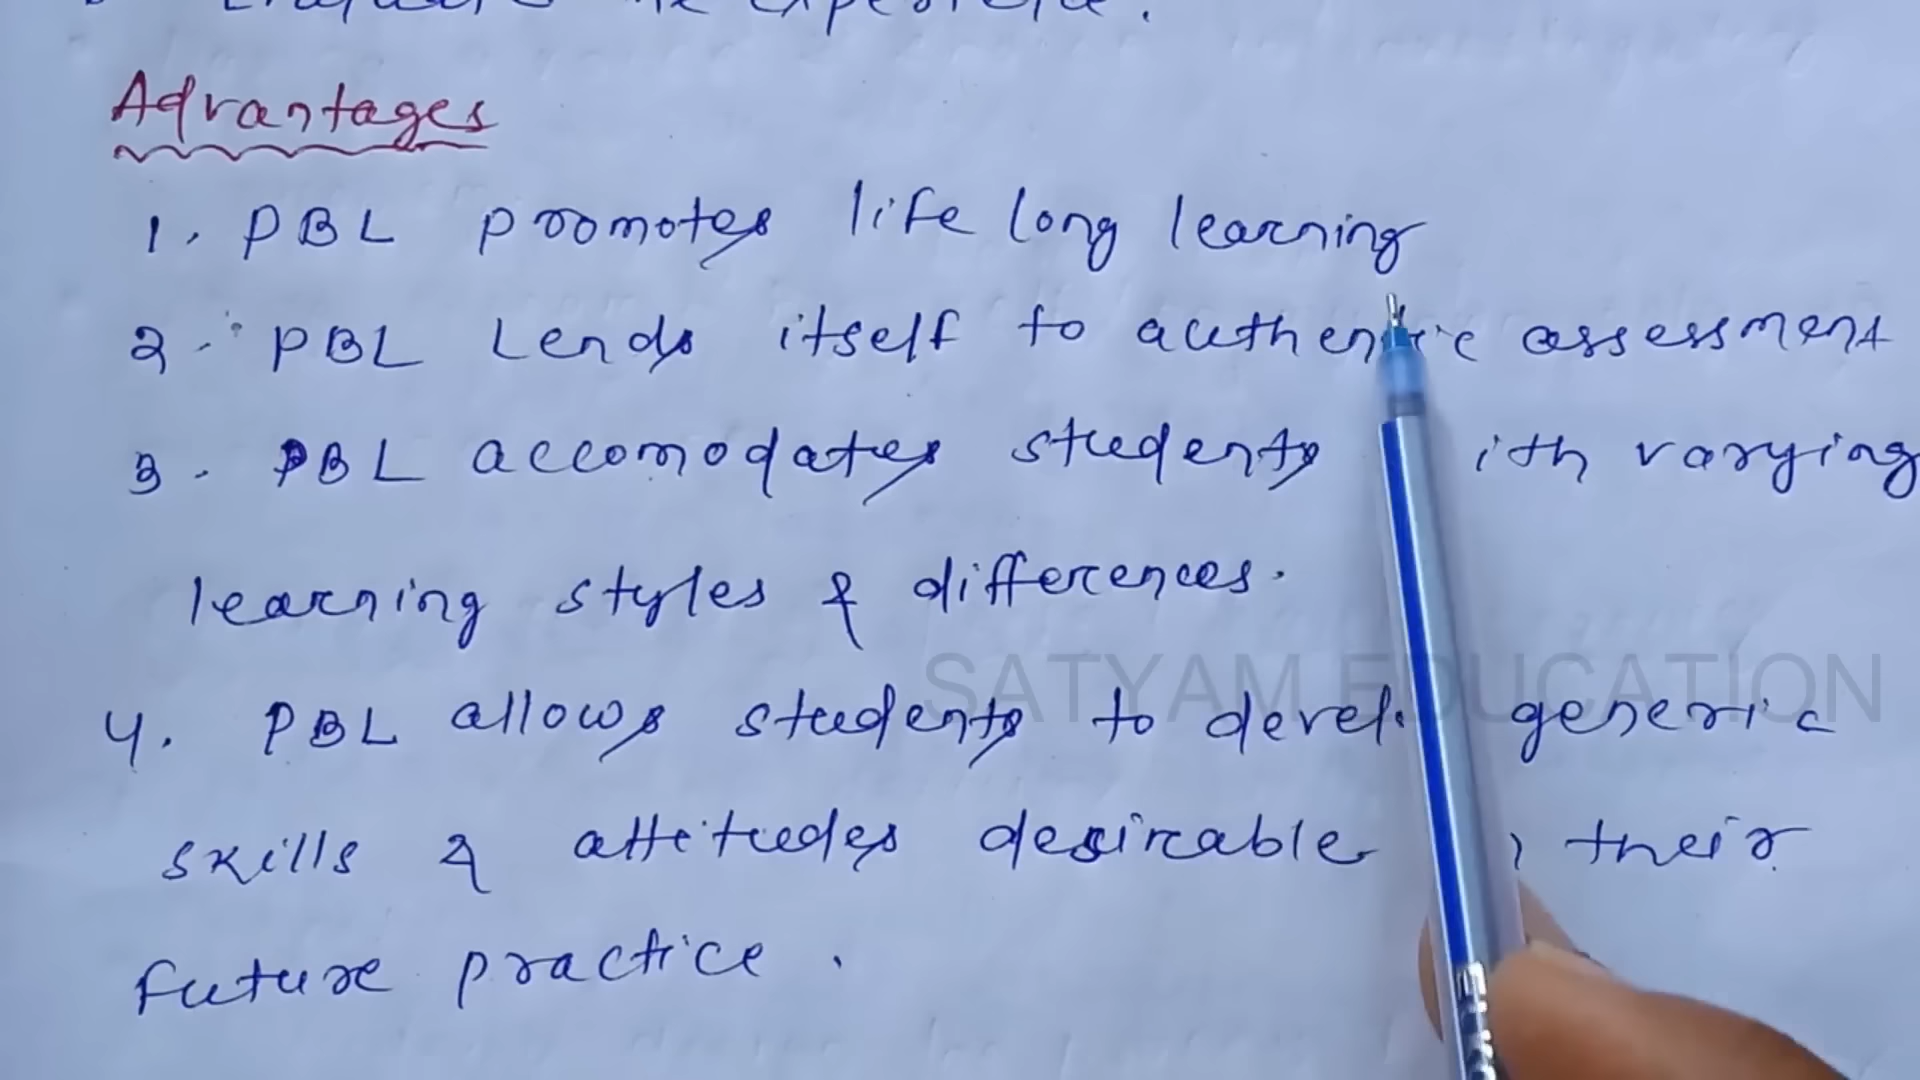 experience.
Advantages
1. PBL promotes life long learning
2. PBL Lends itself to authentic assessment
3. PBL accomodates students with varying
learning styles & differences.
SATYAM EDUCATION
4. PBL allows students to develop generic
skills & attitudes desirable in their
future practice.